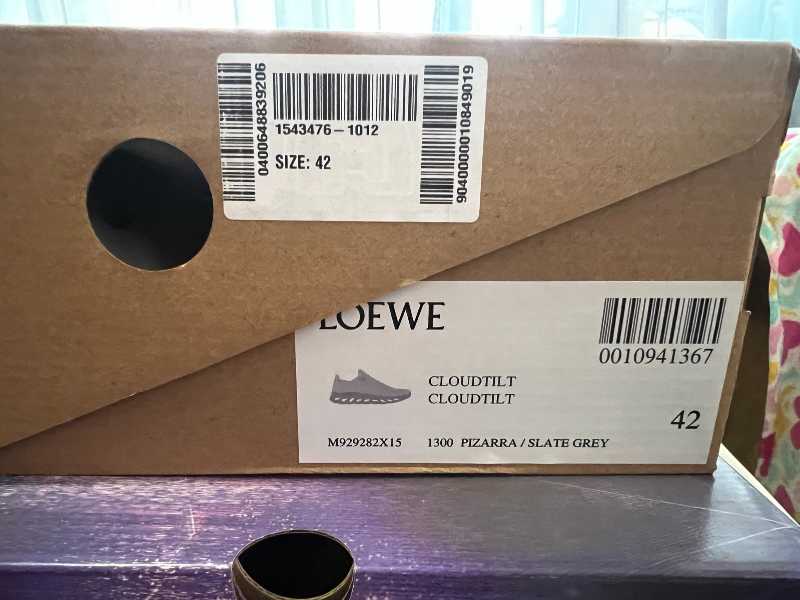 0400648839206
1543476-1012
SIZE: 42
9040000010849019
LOEWE
0010941367
CLOUDTILT
CLOUDTILT
42
M929282X15 1300 PIZARRA / SLATE GREY